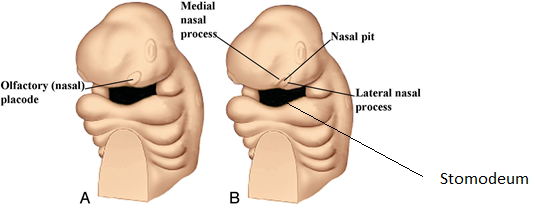 Medial
nasal
process
Nasal pit
Olfactory (nasal)
placode
Lateral nasal
process
Stomodeum
A
B